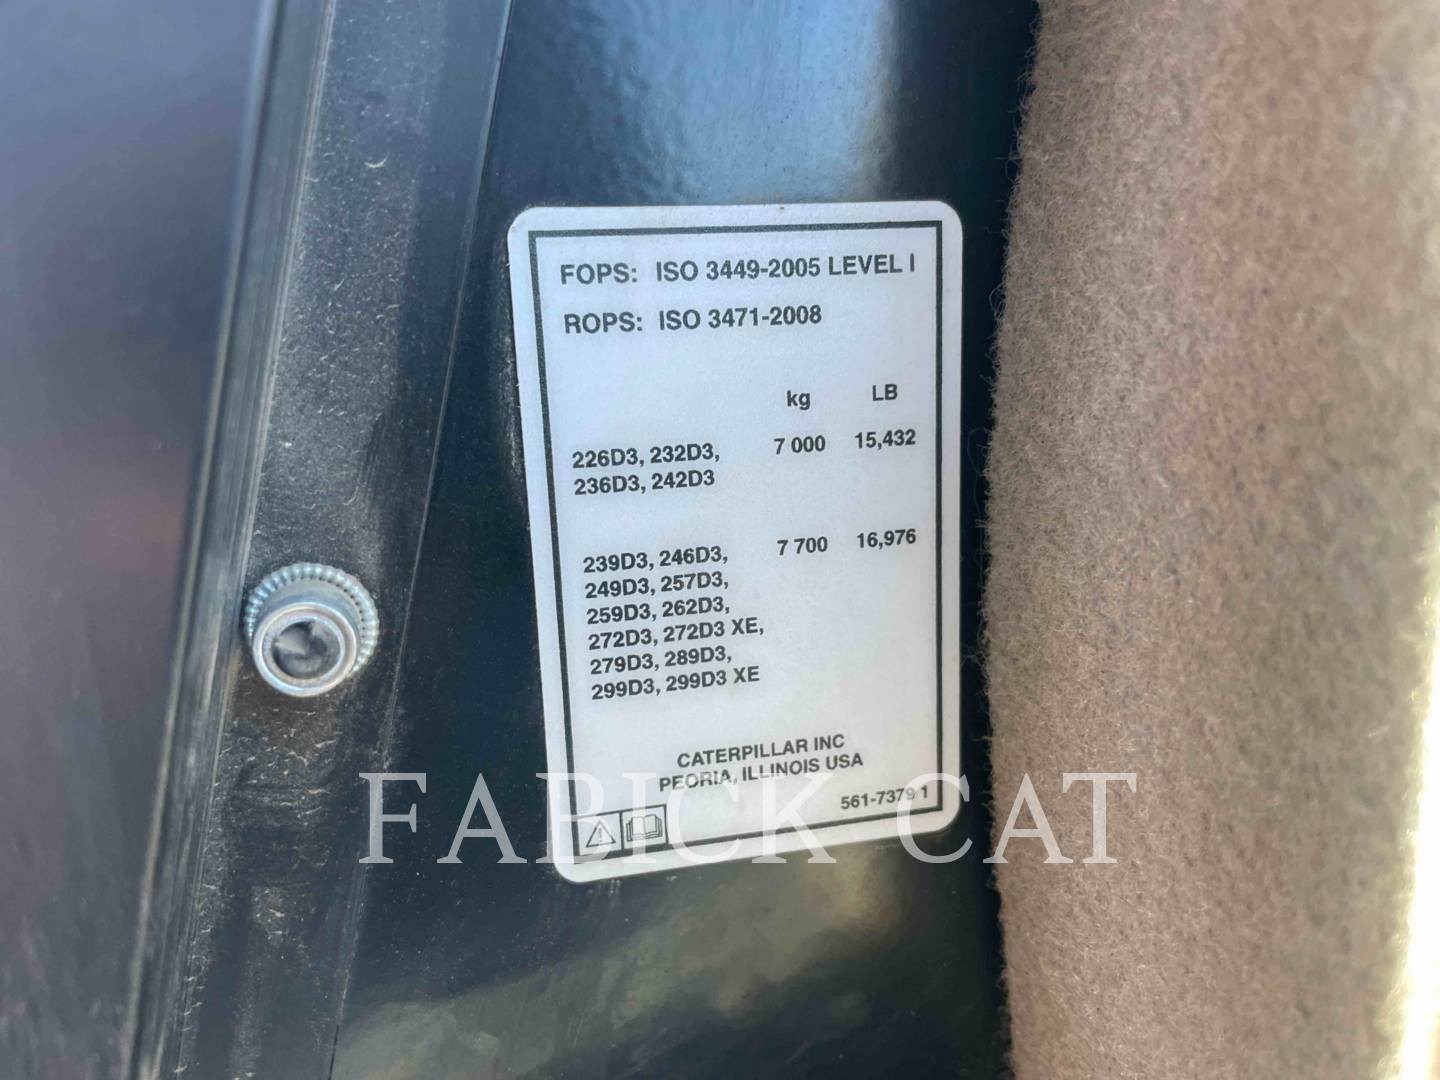 FOPS: ISO 3449-2005 LEVEL I
ROPS: ISO 3471-2008
kg LB
226D3, 232D3, 7 000 15,432
236D3, 242D3
239D3, 246D3, 7 700 16,976
249D3, 257D3,
259D3, 262D3,
272D3, 272D3 XE,
279D3, 289D3,
299D3, 299D3 XE
CATERPILLAR INC
PEORIA, ILLINOIS USA
561-7379 1
FABICK CAT